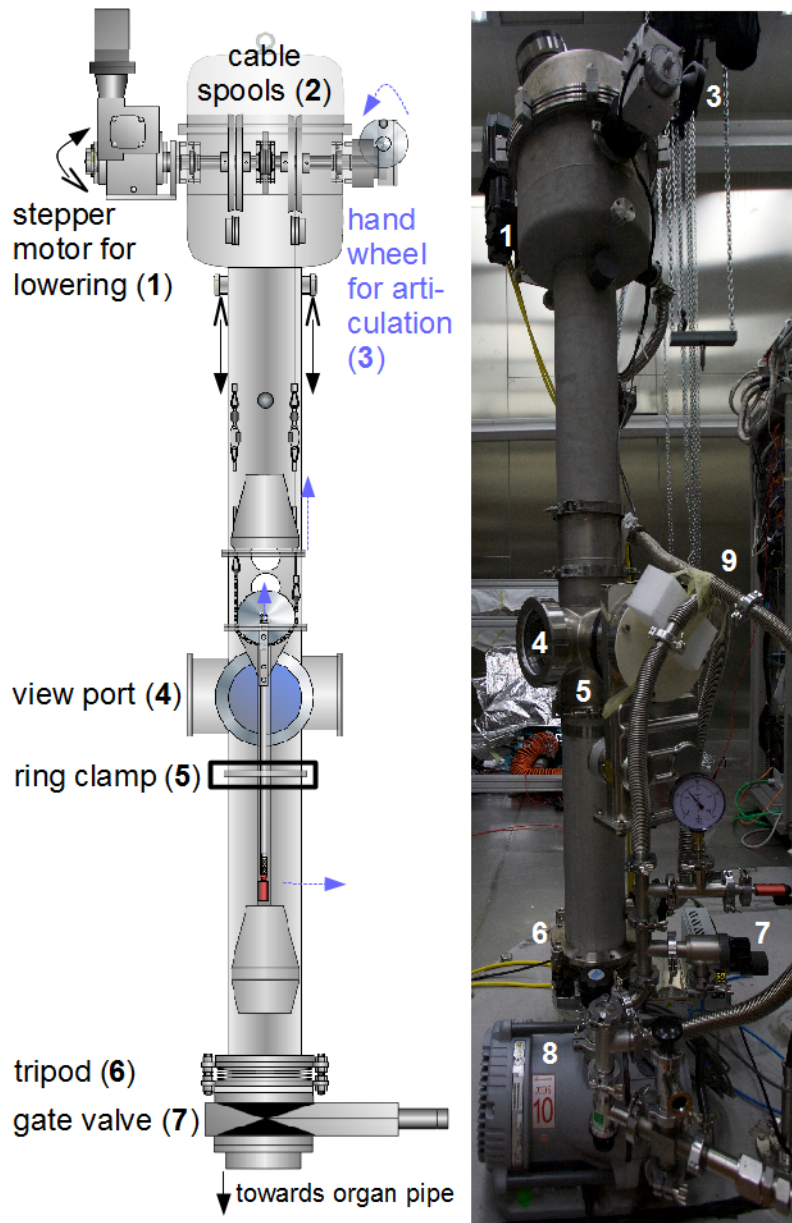 cable
spools (2)
stepper
motor for
lowering (1)
hand
wheel
for arti-
culation
(3)
view port (4)
ring clamp (5)
tripod (6)
gate valve (7)
towards organ pipe
3
1
9
4
5
6
7
8
XDS
10